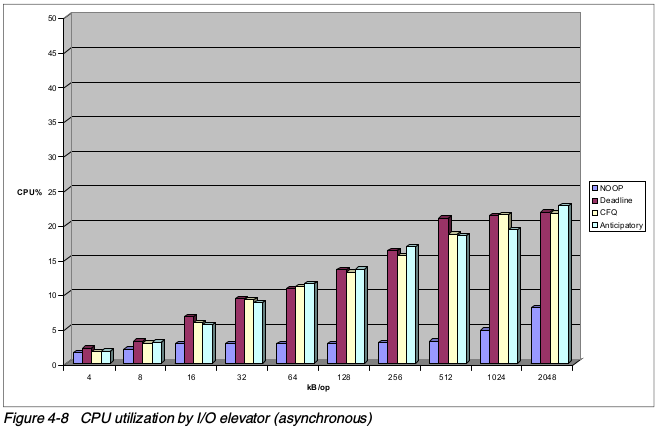 50
45
40
35
30
CPU% 25
20
15
10
5
0
NOOP
Deadline
CFQ
Anticipatory
4 8 16 32 64 128 256 512 1024 2048
kB/op
Figure 4-8 CPU utilization by I/O elevator (asynchronous)